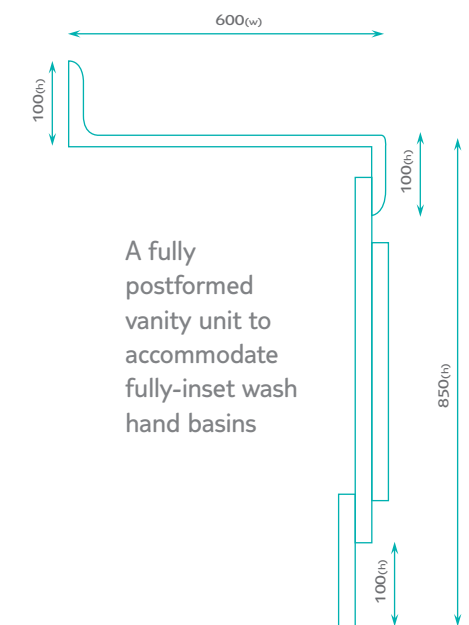 600(w)
100(h)
100(h)
A fully
postformed
vanity unit to
accommodate
fully-inset wash
hand basins
850(h)
100(h)